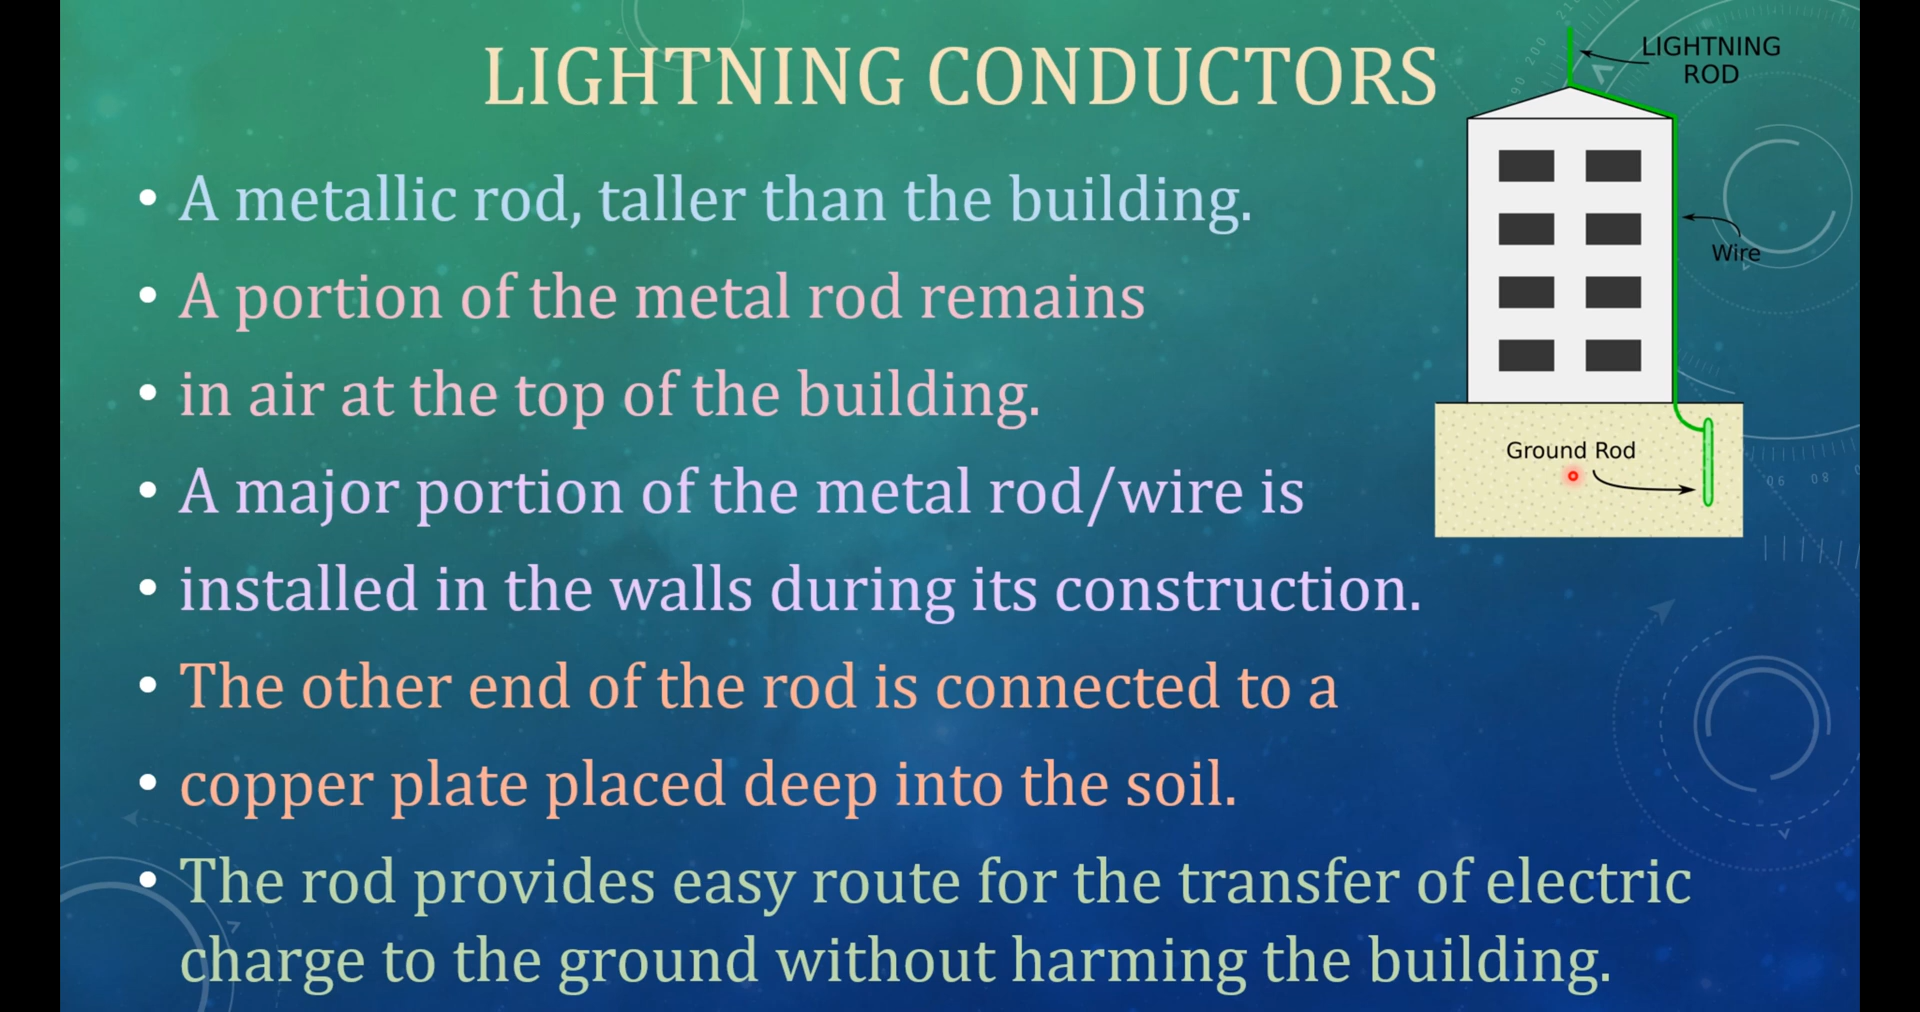 LIGHTNING CONDUCTORS
• A metallic rod, taller than the building.
• A portion of the metal rod remains
• in air at the top of the building.
• A major portion of the metal rod/wire is
• installed in the walls during its construction.
• The other end of the rod is connected to a
• copper plate placed deep into the soil.
• The rod provides easy route for the transfer of electric
charge to the ground without harming the building.
LIGHTNING
ROD
Wire
Ground Rod